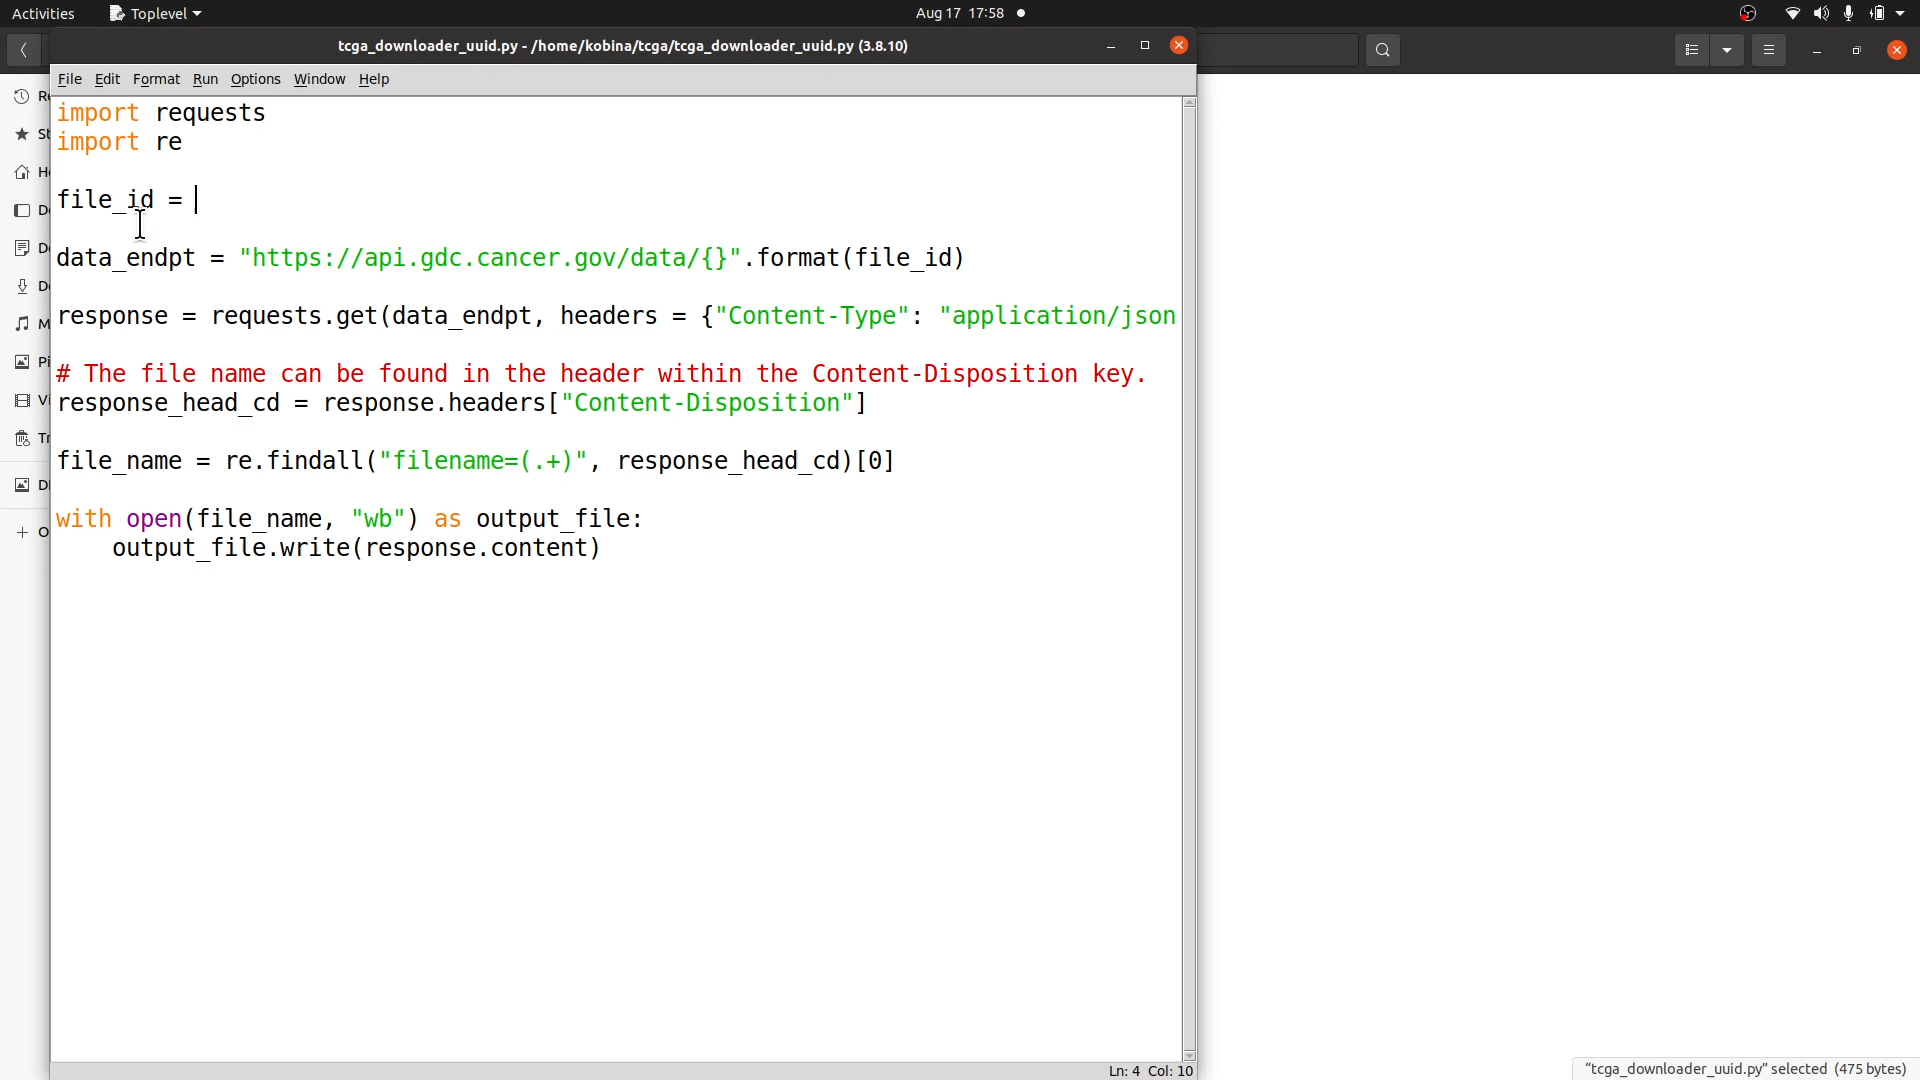 Activities Toplevel Aug 17 17:58
tcga_downloader_uuid.py - /home/kobina/tcga/tcga_downloader_uuid.py (3.8.10)
File Edit Format Run Options Window Help
import requests
import re
file_id =
data_endpt = "https://api.gdc.cancer.gov/data/{}".format(file_id)
response = requests.get(data_endpt, headers = {"Content-Type": "application/json
# The file name can be found in the header within the Content-Disposition key.
response_head_cd = response.headers["Content-Disposition"]
file_name = re.findall("filename=(.+)", response_head_cd)[0]
with open(file_name, "wb") as output_file:
    output_file.write(response.content)
Ln: 4 Col: 10
"tcga_downloader_uuid.py" selected (475 bytes)